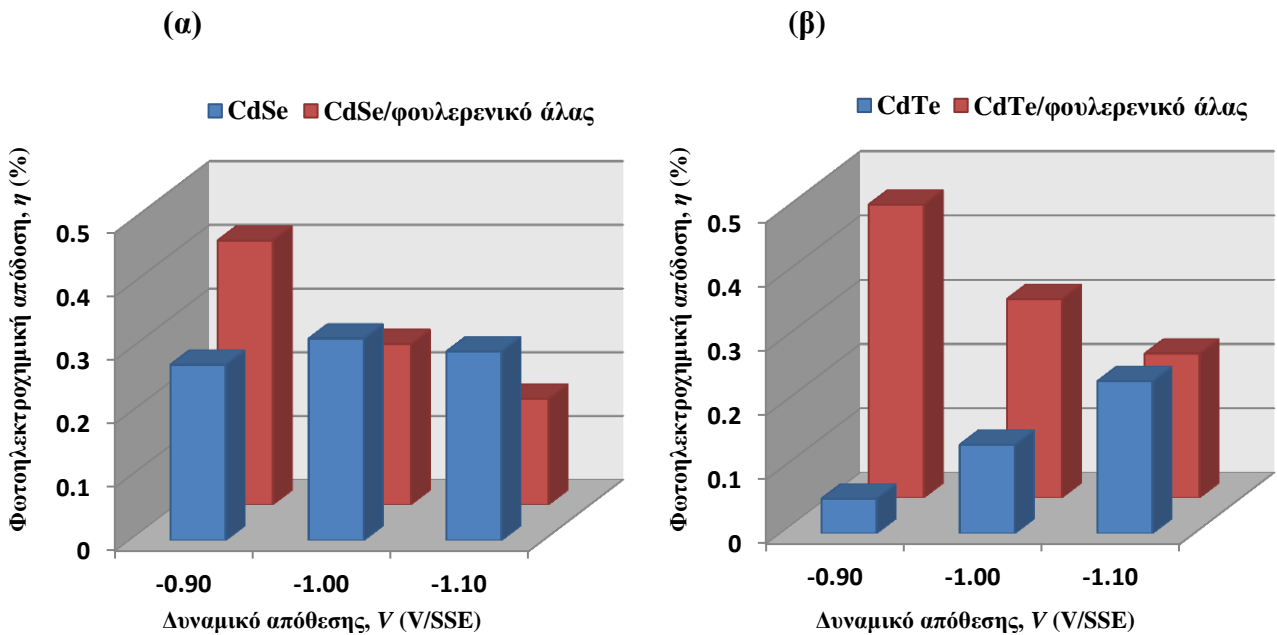 (α)
CdSe CdSe/φουλερενικό άλας
Φωτοηλεκτροχημική απόδοση, η (%)
0.5
0.4
0.3
0.2
0.1
0
-0.90 -1.00 -1.10
Δυναμικό απόθεσης, V (V/SSE)
(β)
CdTe CdTe/φουλερενικό άλας
Φωτοηλεκτροχημική απόδοση, η (%)
0.5
0.4
0.3
0.2
0.1
0
-0.90 -1.00 -1.10
Δυναμικό απόθεσης, V (V/SSE)